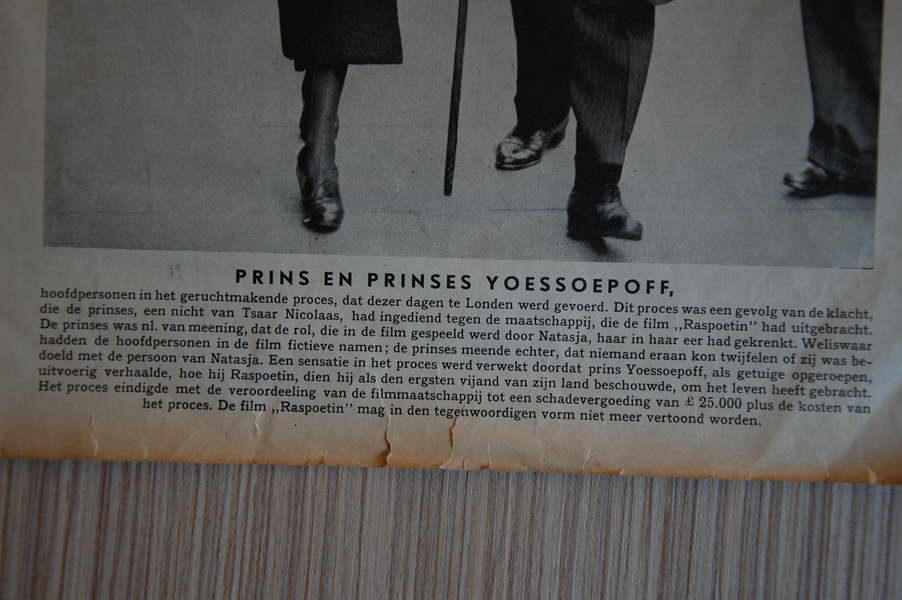 PRINS EN PRINSES YOESSOEPOFF,
hoofdpersonen in het geruchtmakende proces, dat dezer dagen te Londen werd gevoerd. Dit proces was een gevolg van de klacht,
die de prinses, een nicht van Tsaar Nicolaas, had ingediend tegen de maatschappij, die de film ,,Raspoetin" had uitgebracht.
De prinses was nl. van meening, dat de rol, die in de film gespeeld werd door Natasja, haar in haar eer had gekrenkt. Weliswaar
hadden de hoofdpersonen in de film fictieve namen; de prinses meende echter, dat niemand eraan kon twijfelen of zij was be-
doeld met de persoon van Natasja. Een sensatie in het proces werd verwekt doordat prins Yoessoepoff, als getuige opgeroepen,
uitvoerig verhaalde, hoe hij Raspoetin, dien hij als den ergsten vijand van zijn land beschouwde, om het leven heeft gebracht.
Het proces eindigde met de veroordeeling van de filmmaatschappij tot een schadevergoeding van £ 25.000 plus de kosten van
het proces. De film ,,Raspoetin" mag in den tegenwoordigen vorm niet meer vertoond worden.